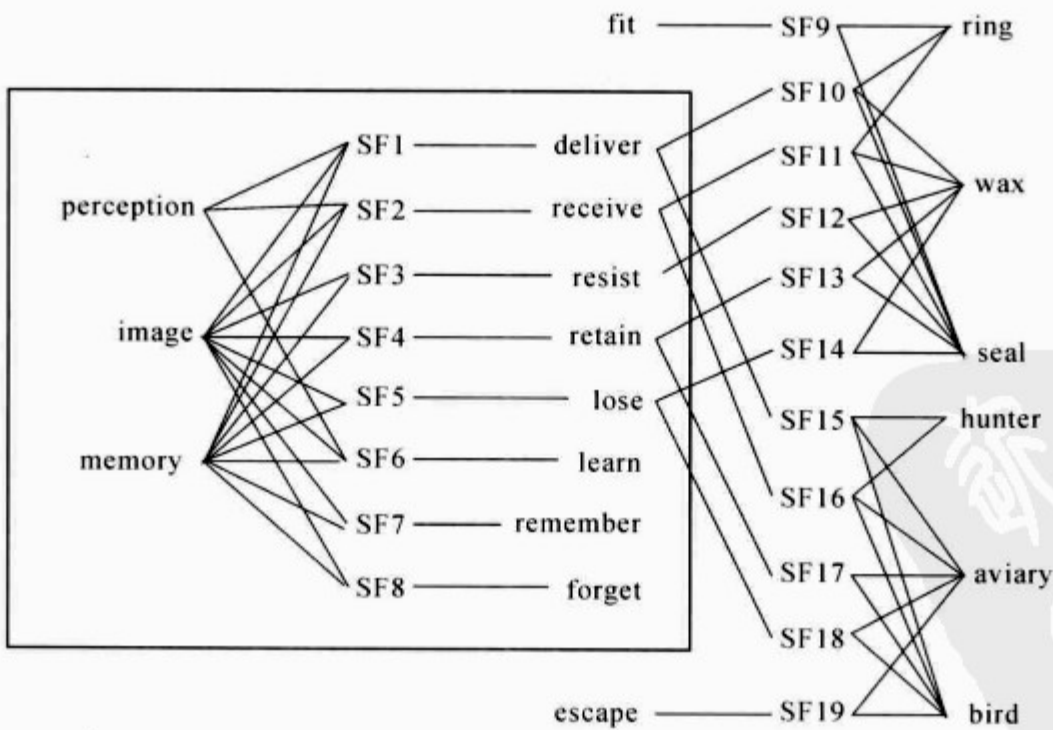 fit SF9 ring
SF10
SF1 deliver
SF11
perception SF2 receive wax
SF12
SF3 resist
SF13
image SF4 retain
SF14 seal
SF5 lose
SF15 hunter
memory SF6 learn
SF16
SF7 remember
SF17 aviary
SF8 forget
SF18
escape SF19 bird